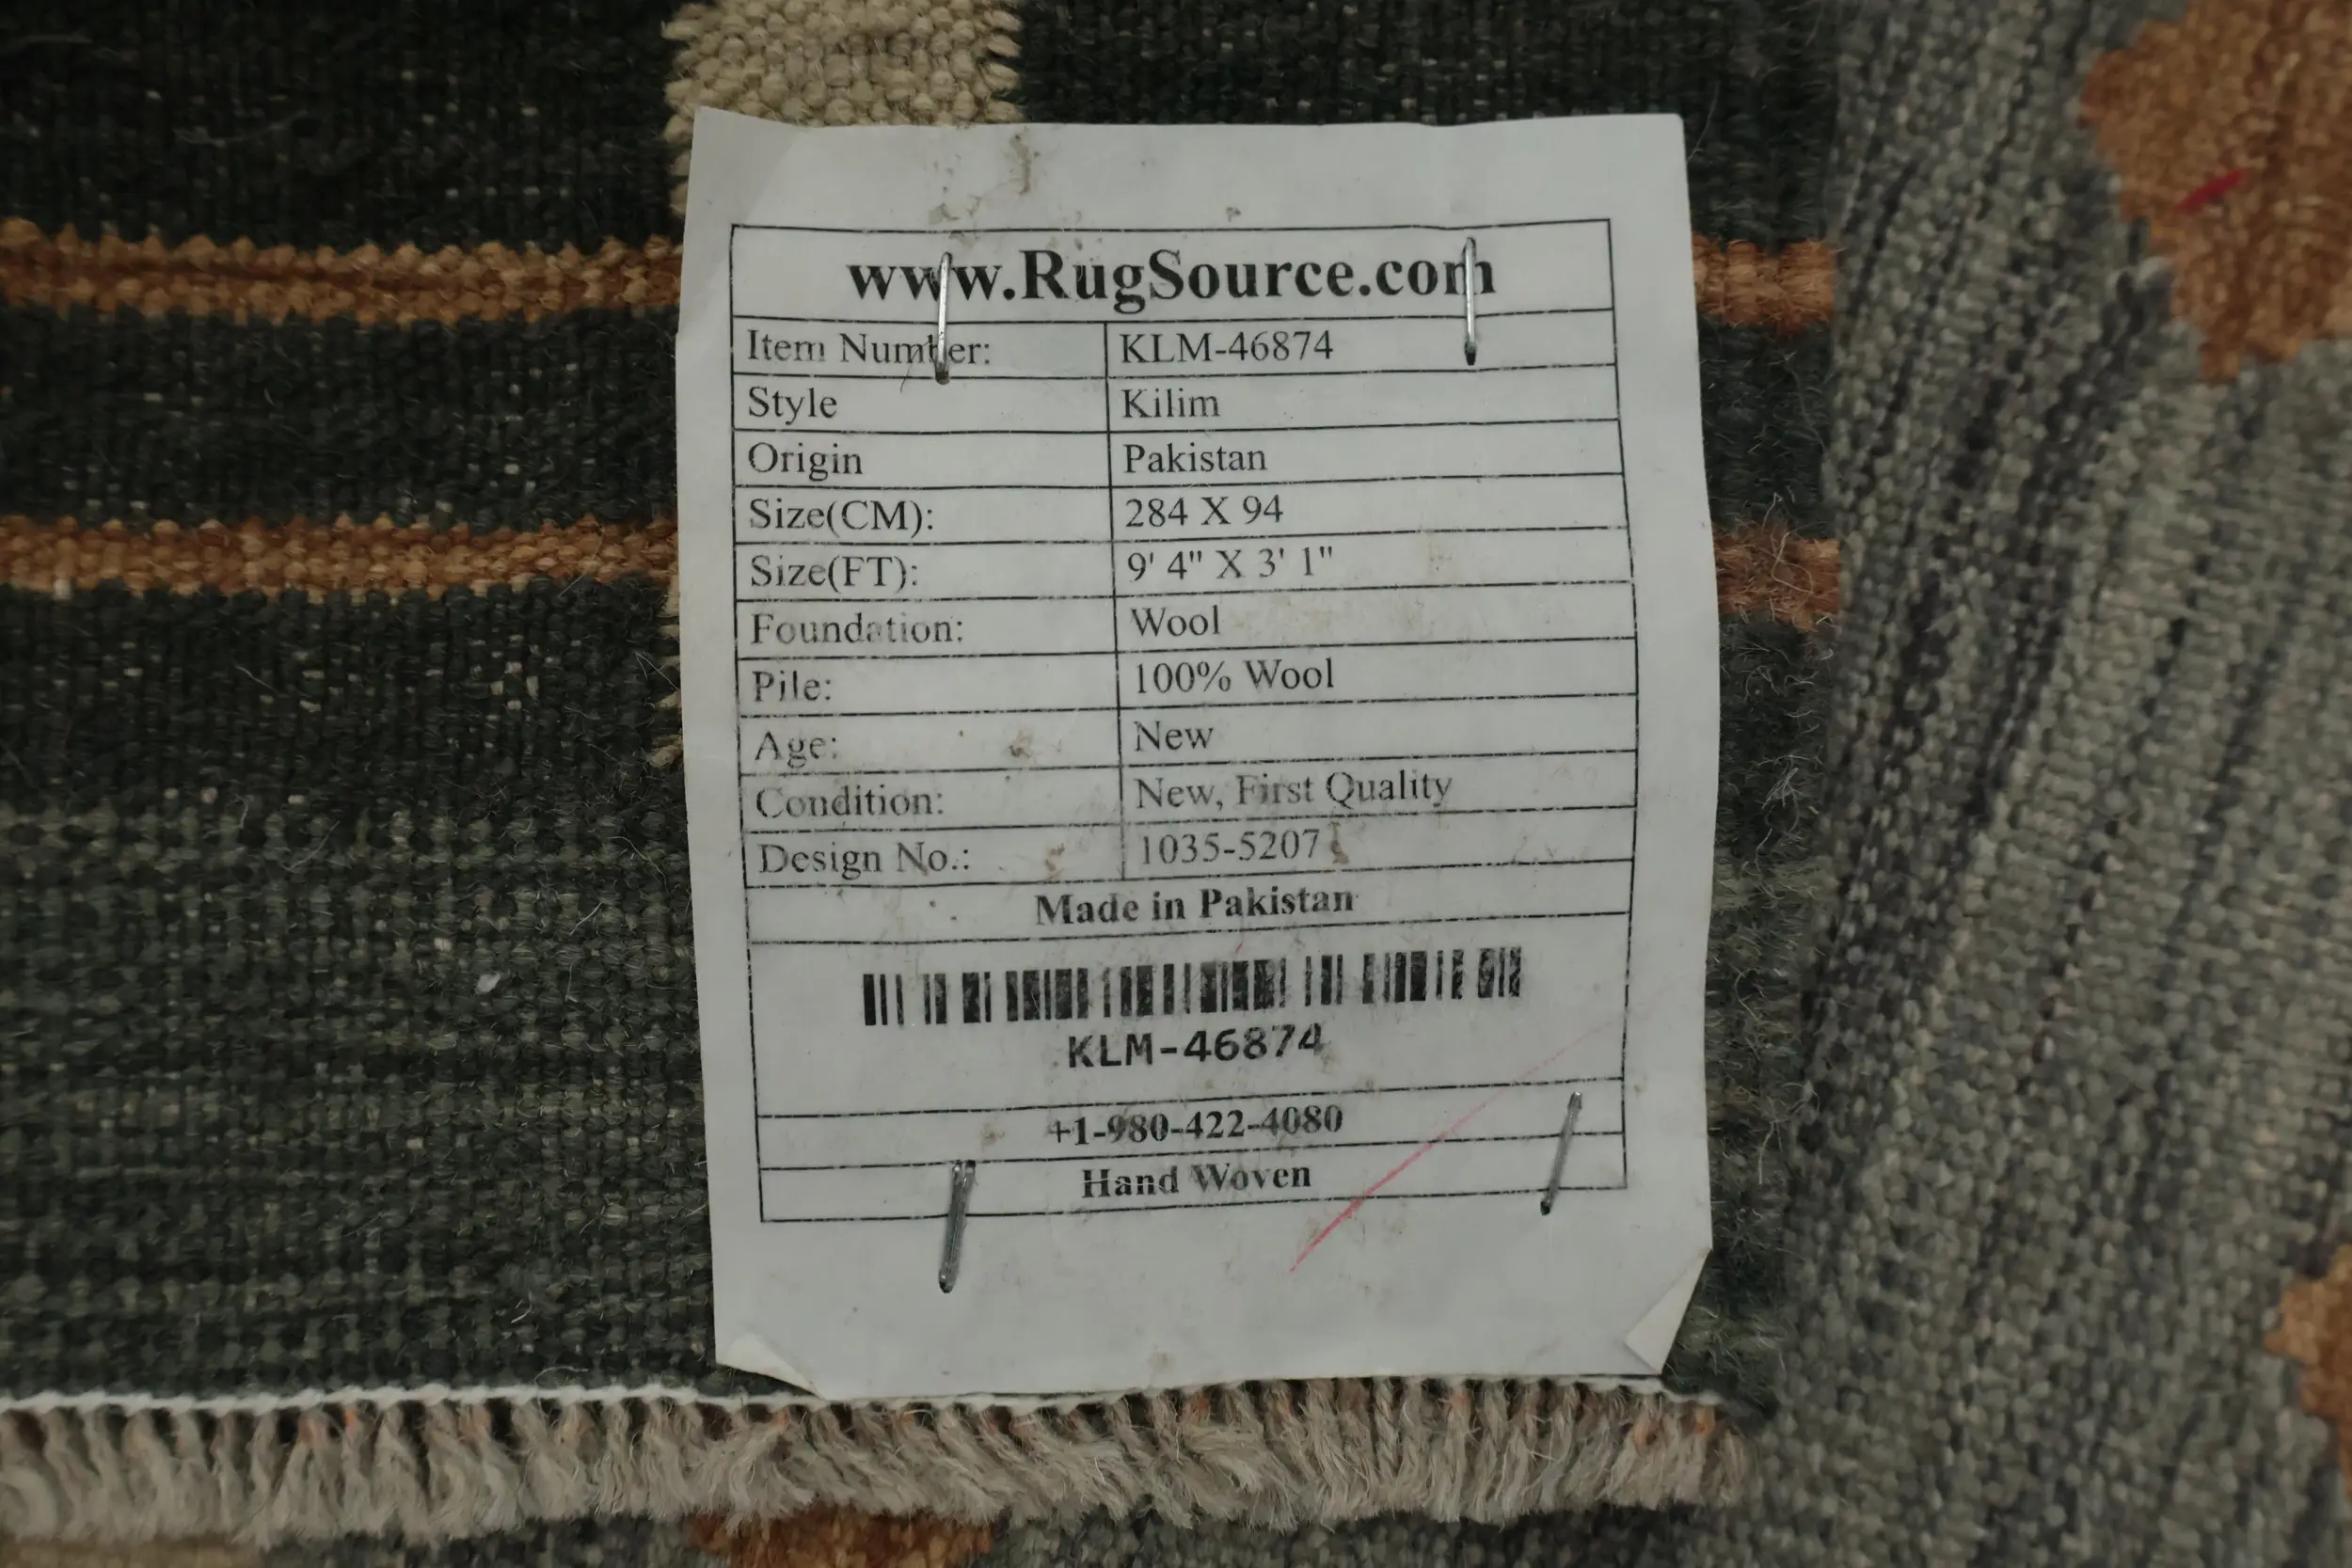 www.RugSource.com
Item Number: KLM-46874
Style Kilim
Origin Pakistan
Size(CM): 284 X 94
Size(FT): 9' 4" X 3' 1"
Foundation: Wool
Pile: 100% Wool
Age: New
Condition: New, First Quality
Design No.: 1035-5207
Made in Pakistan
KLM-46874
+1-980-422-4080
Hand Woven